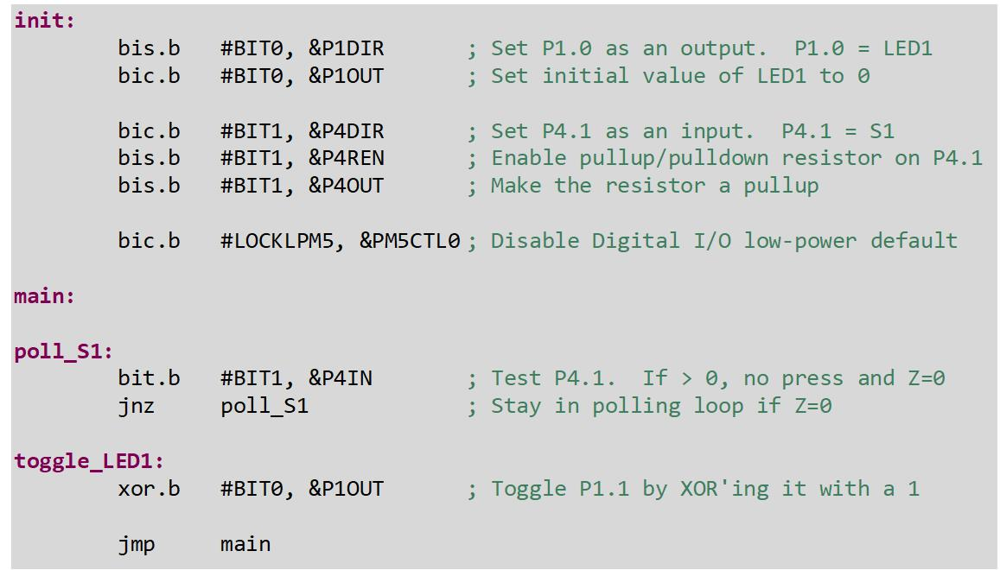 init:
bis.b #BIT0, &P1DIR ; Set P1.0 as an output. P1.0 = LED1
bic.b #BIT0, &P1OUT ; Set initial value of LED1 to 0
bic.b #BIT1, &P4DIR ; Set P4.1 as an input. P4.1 = S1
bis.b #BIT1, &P4REN ; Enable pullup/pulldown resistor on P4.1
bis.b #BIT1, &P4OUT ; Make the resistor a pullup
bic.b #LOCKLPM5, &PM5CTL0 ; Disable Digital I/O low-power default
main:
poll_S1:
bit.b #BIT1, &P4IN ; Test P4.1. If > 0, no press and Z=0
jnz poll_S1 ; Stay in polling loop if Z=0
toggle_LED1:
xor.b #BIT0, &P1OUT ; Toggle P1.1 by XOR'ing it with a 1
jmp main